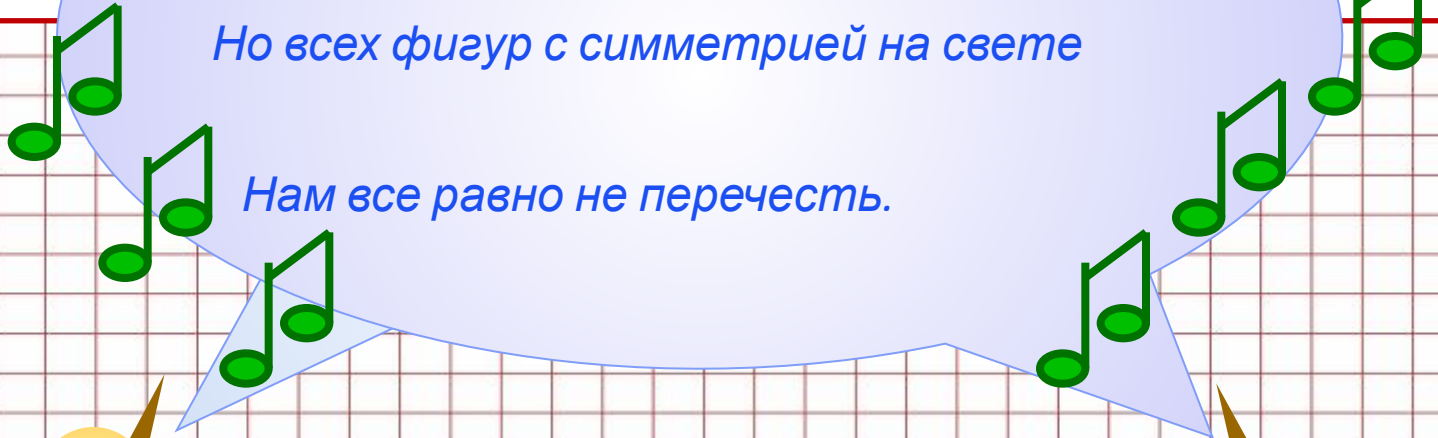 Но всех фигур с симметрией на свете
Нам все равно не перечесть.